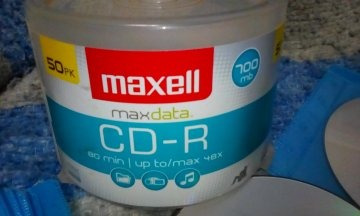 50PK
maxell
700
mb
maxdata
CD-R
80 min | up to/max 48X